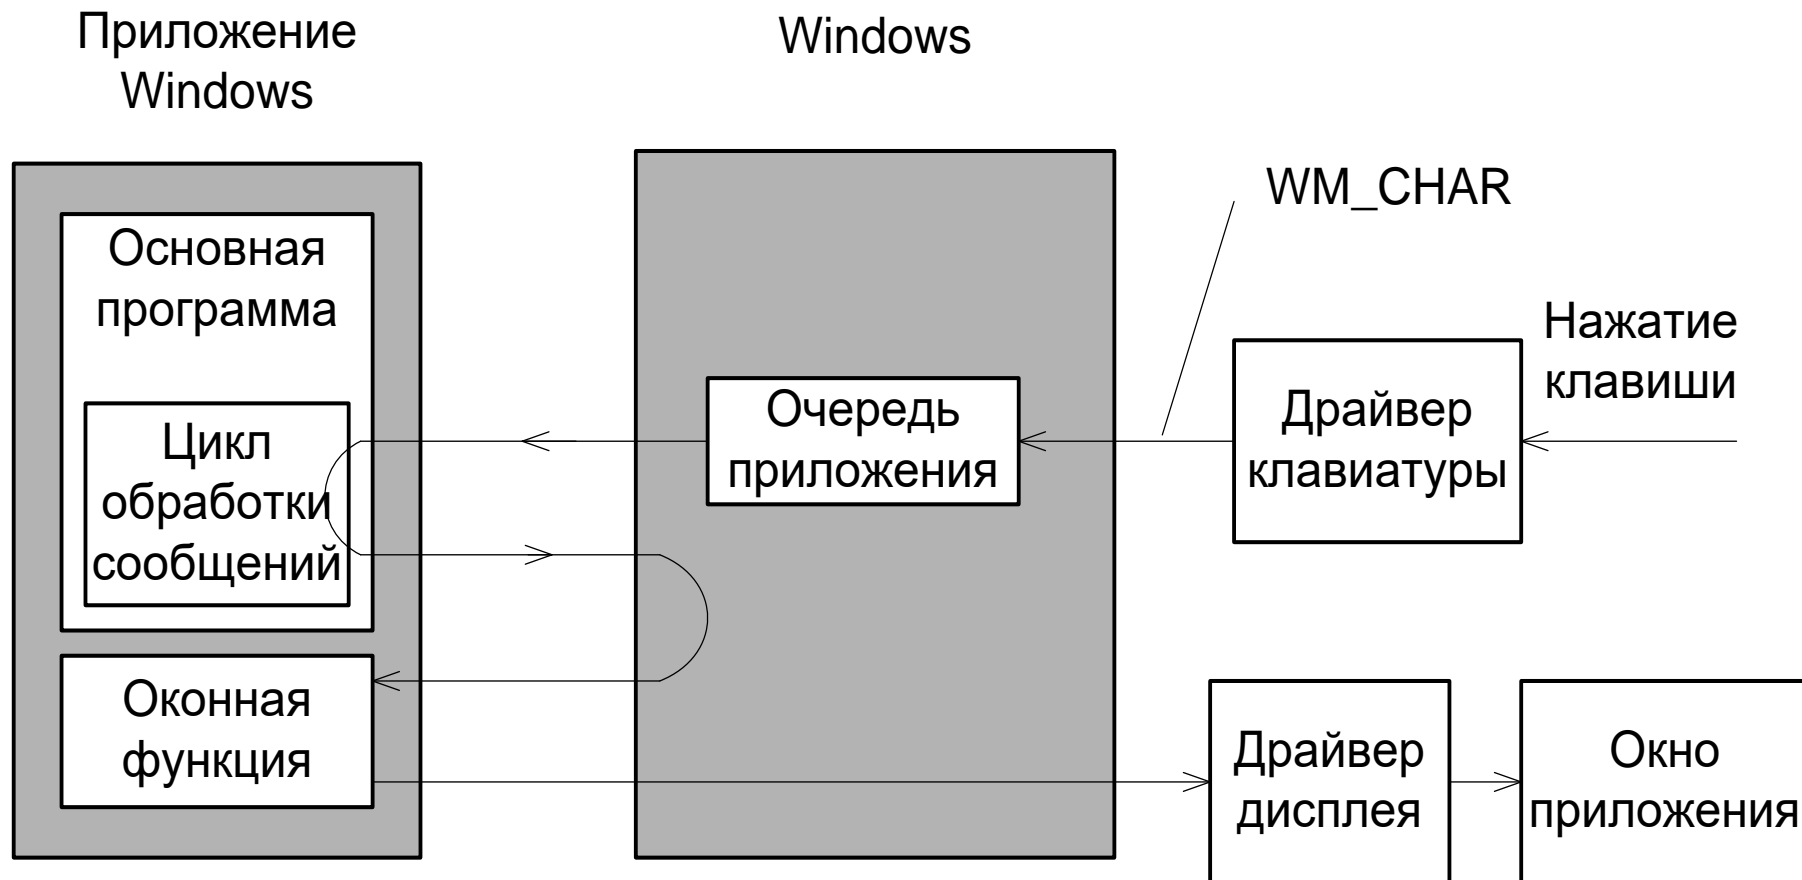 Приложение
Windows
Windows
WM_CHAR
Основная
программа
Нажатие
клавиши
Цикл
обработки
сообщений
Очередь
приложения
Драйвер
клавиатуры
Оконная
функция
Драйвер
дисплея
Окно
приложения